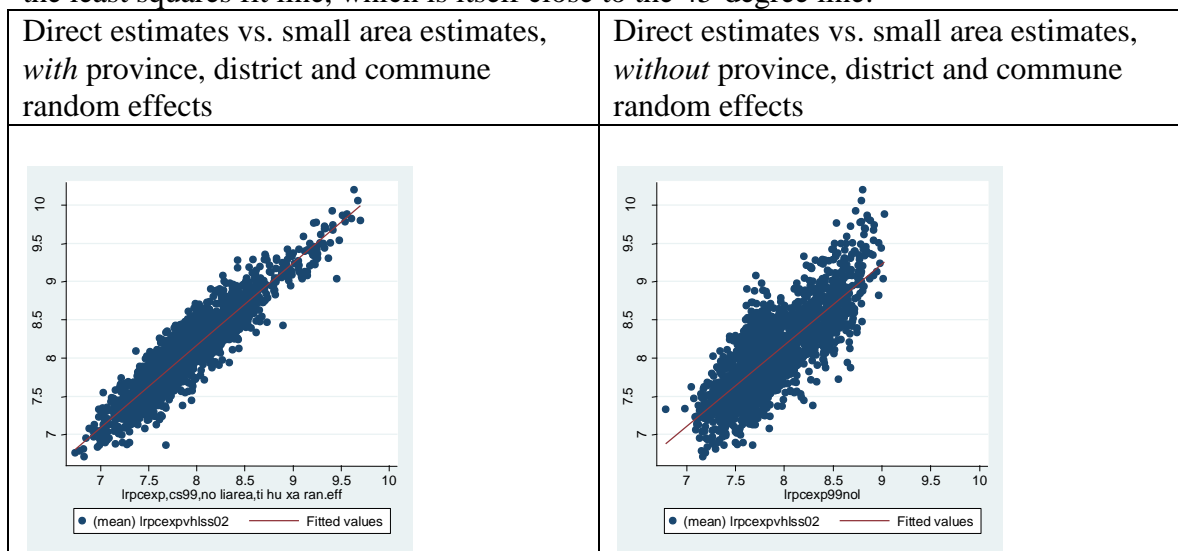 the least squares fit line, which is itself close to the 45-degree line.
Direct estimates vs. small area estimates,
with province, district and commune
random effects
Direct estimates vs. small area estimates,
without province, district and commune
random effects
10
9.5
9
8.5
8
7.5
7
7 7.5 8 8.5 9 9.5 10
lrpcexp,cs99,no liarea,ti hu xa ran.eff
(mean) lrpcexpvhlss02 Fitted values
10
9.5
9
8.5
8
7.5
7
7 7.5 8 8.5 9 9.5 10
lrpcexp99nol
(mean) lrpcexpvhlss02 Fitted values